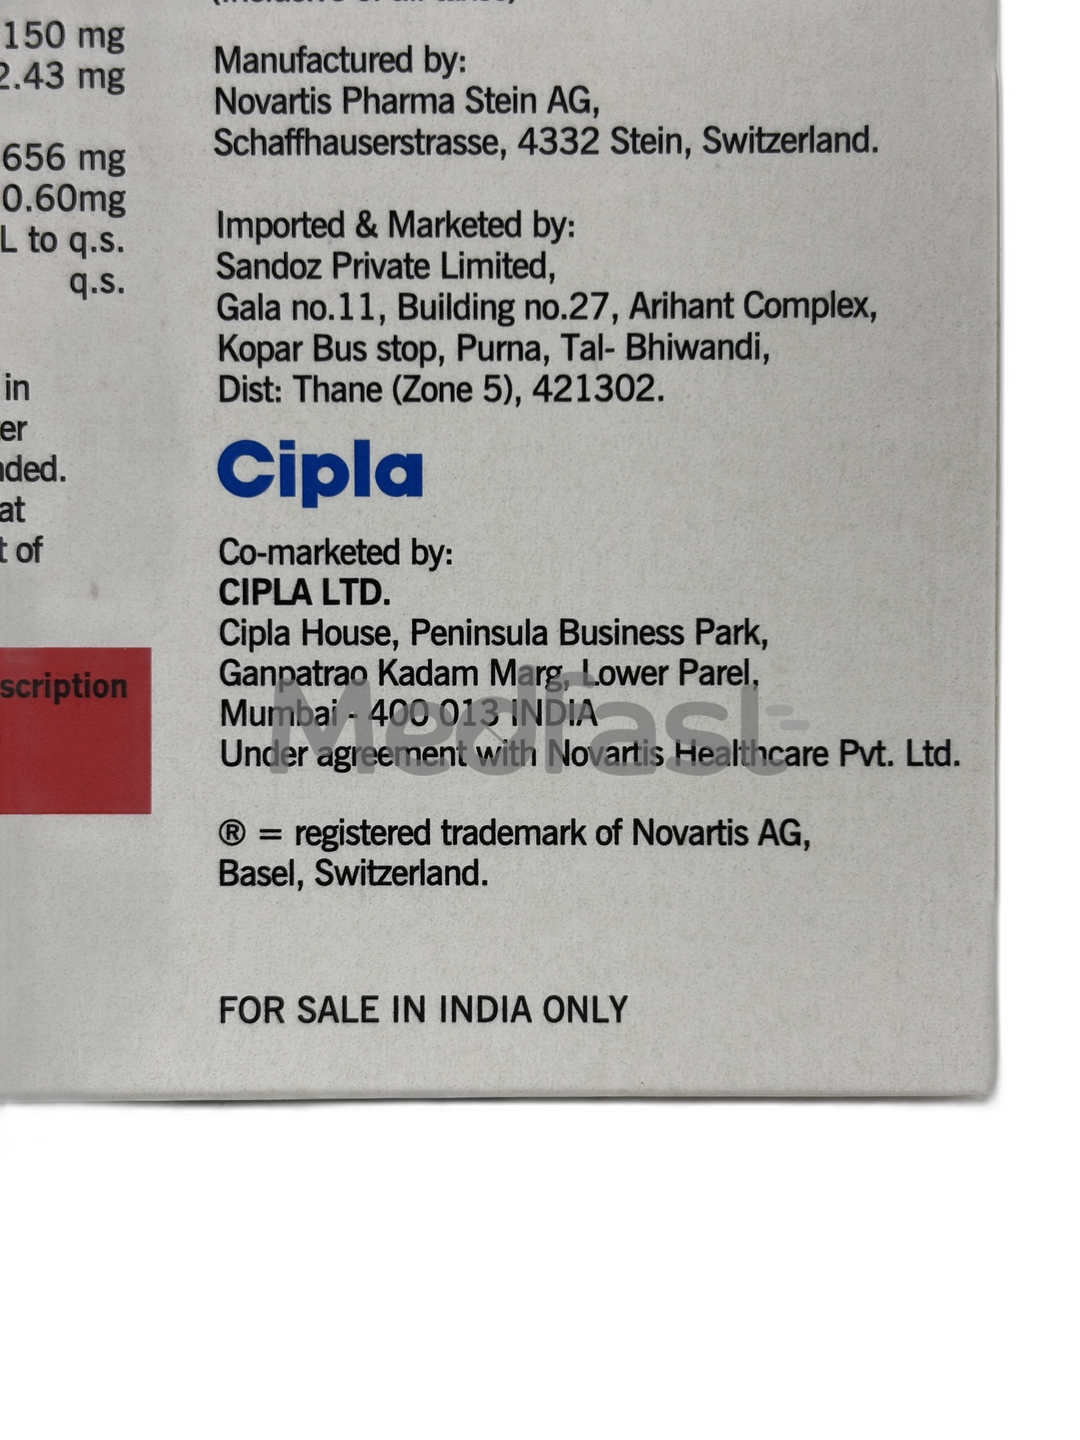 150 mg
2.43 mg
656 mg
0.60mg
L to q.s.
q.s.
in
er
ded.
at
t of
scription
Manufactured by:
Novartis Pharma Stein AG,
Schaffhauserstrasse, 4332 Stein, Switzerland.
Imported & Marketed by:
Sandoz Private Limited,
Gala no.11, Building no.27, Arihant Complex,
Kopar Bus stop, Purna, Tal- Bhiwandi,
Dist: Thane (Zone 5), 421302.
Cipla
Co-marketed by:
CIPLA LTD.
Cipla House, Peninsula Business Park,
Ganpatrao Kadam Marg, Lower Parel,
Mumbai - 400 013 INDIA
Under agreement with Novartis Healthcare Pvt. Ltd.
Medfast
® = registered trademark of Novartis AG,
Basel, Switzerland.
FOR SALE IN INDIA ONLY